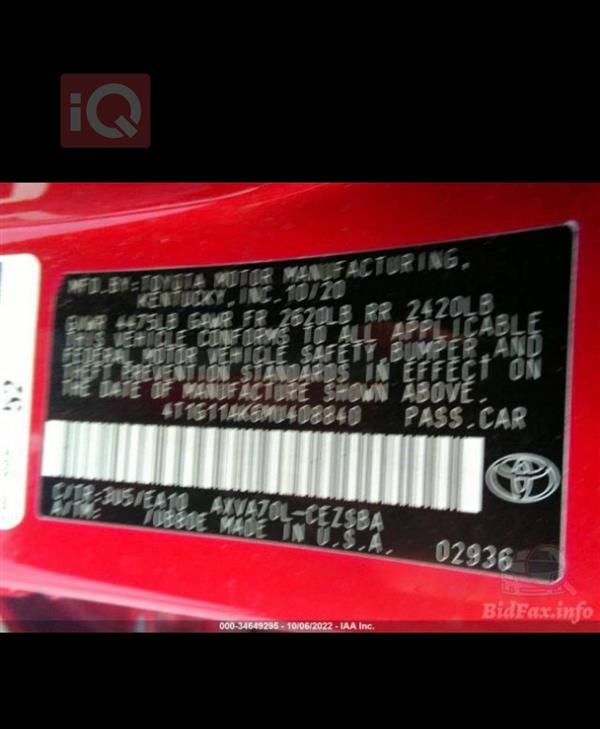 iQ
MFD.BY:TOYOTA MOTOR MANUFACTURING,
KENTUCKY, INC. 10/20
GVWR 4475LB GAWR FR 2620LB RR 2420LB
THIS VEHICLE CONFORMS TO ALL APPLICABLE
FEDERAL MOTOR VEHICLE SAFETY,BUMPER,AND
THEFT PREVENTION STANDARDS IN EFFECT ON
THE DATE OF MANUFACTURE SHOWN ABOVE.
PASS.CAR
C/TR:3U5/EA10 AXVA70L-CEZSBA
A/TM: /UB80E MADE IN U.S.A. 02936
52
BidFax.info
000-34649295 - 10/06/2022 - IAA Inc.